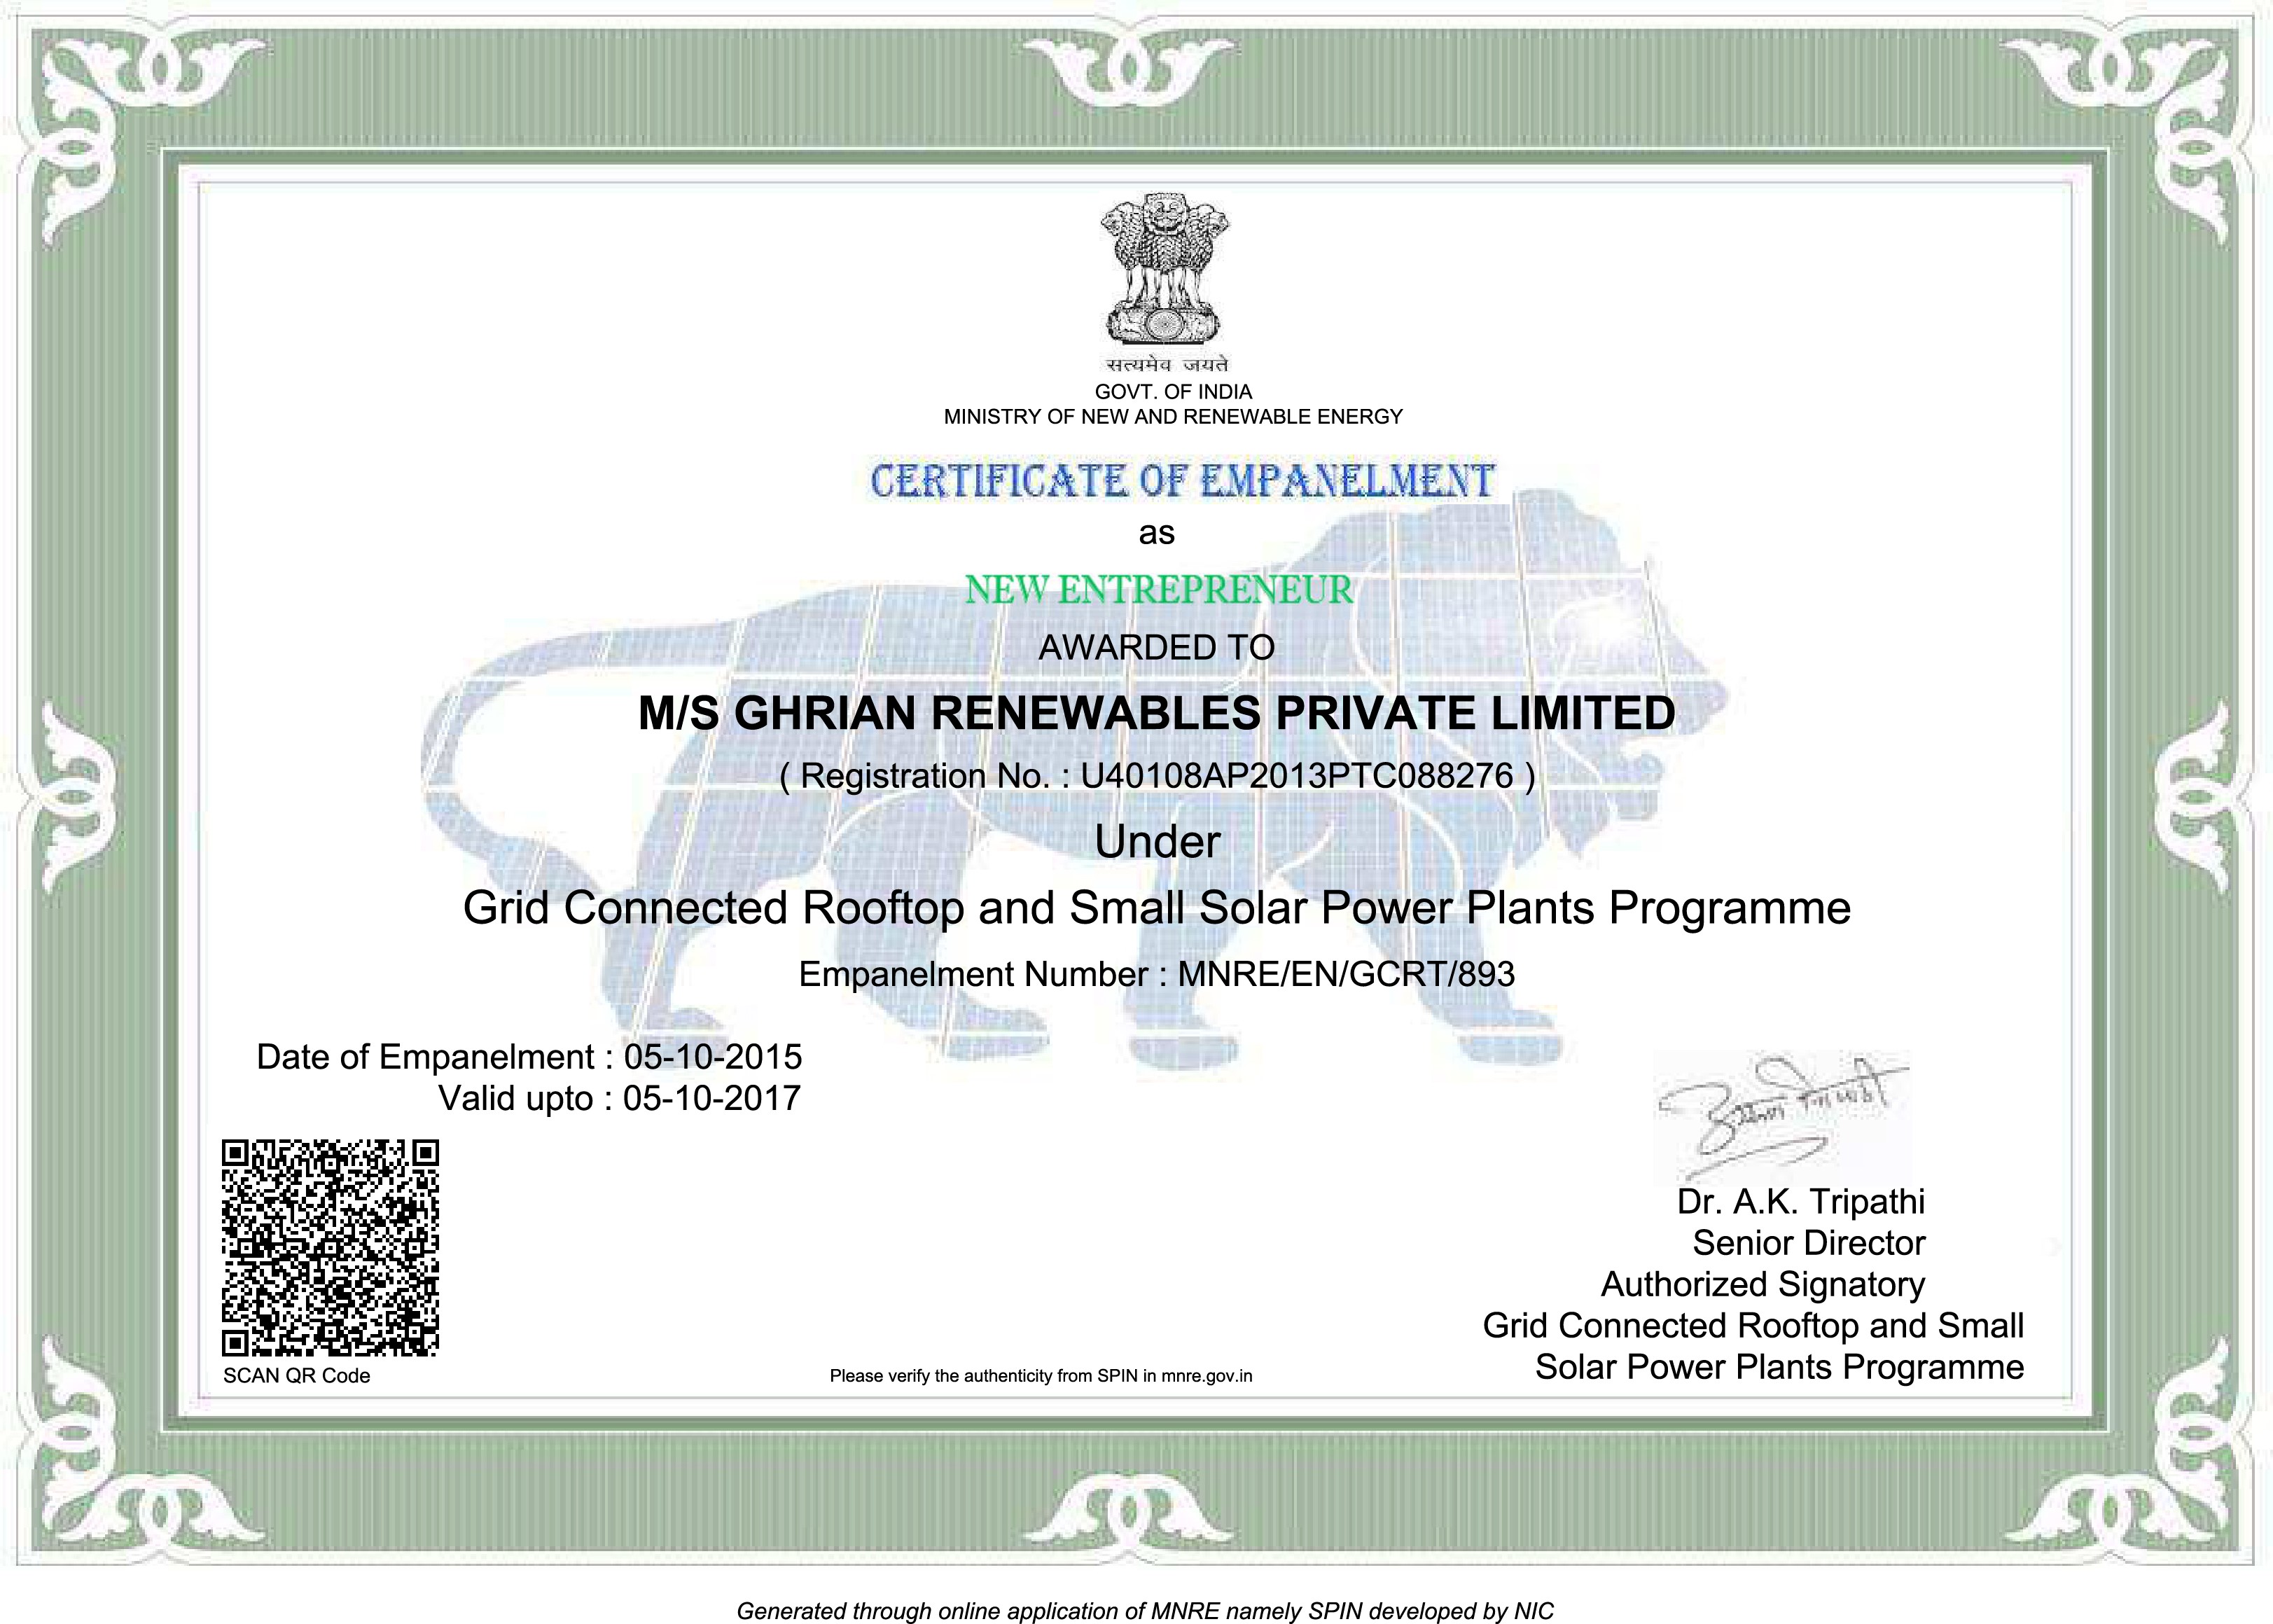 सत्यमेव जयते
GOVT. OF INDIA
MINISTRY OF NEW AND RENEWABLE ENERGY
CERTIFICATE OF EMPANELMENT
as
NEW ENTREPRENEUR
AWARDED TO
M/S GHRIAN RENEWABLES PRIVATE LIMITED
( Registration No. : U40108AP2013PTC088276 )
Under
Grid Connected Rooftop and Small Solar Power Plants Programme
Empanelment Number : MNRE/EN/GCRT/893
Date of Empanelment : 05-10-2015
Valid upto : 05-10-2017
Dr. A.K. Tripathi
Senior Director
Authorized Signatory
Grid Connected Rooftop and Small
Solar Power Plants Programme
SCAN QR Code
Please verify the authenticity from SPIN in mnre.gov.in
Generated through online application of MNRE namely SPIN developed by NIC